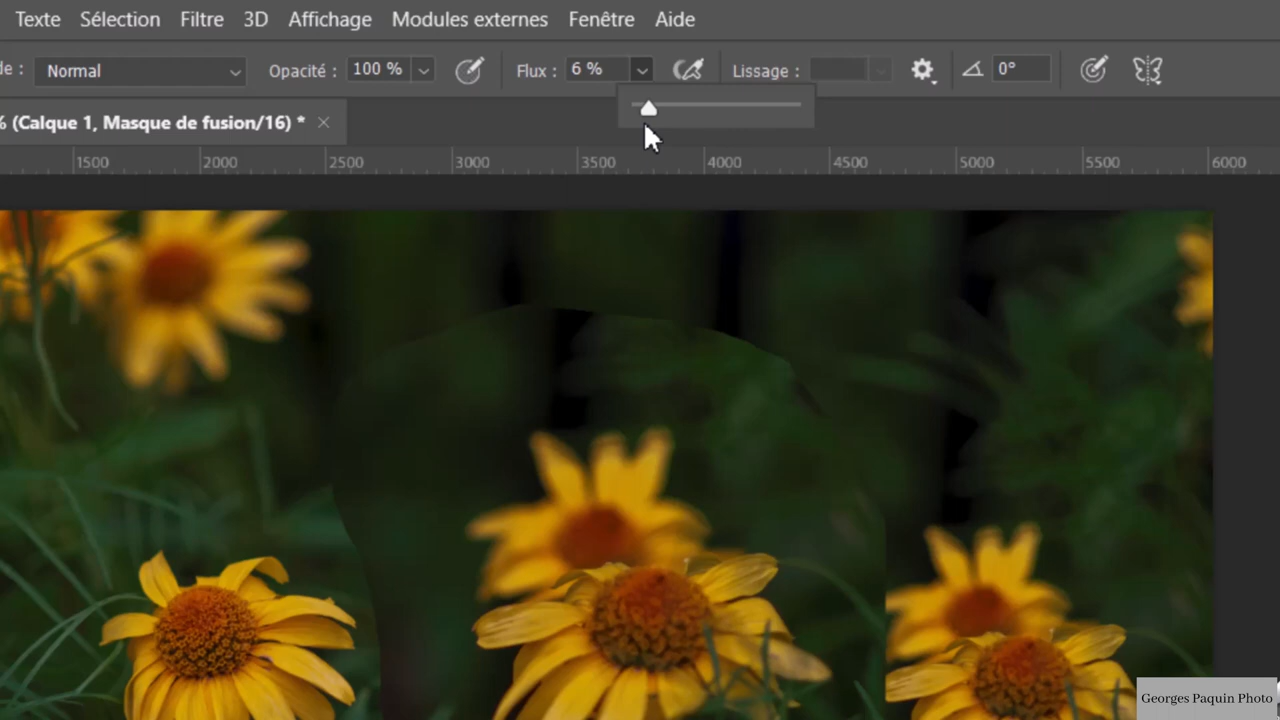 Texte Sélection Filtre 3D Affichage Modules externes Fenêtre Aide
de : Normal Opacité : 100 % Flux : 6 % Lissage : 0°
% (Calque 1, Masque de fusion/16) * ×
1500 2000 2500 3000 3500 4000 4500 5000 5500 6000
Georges Paquin Photo